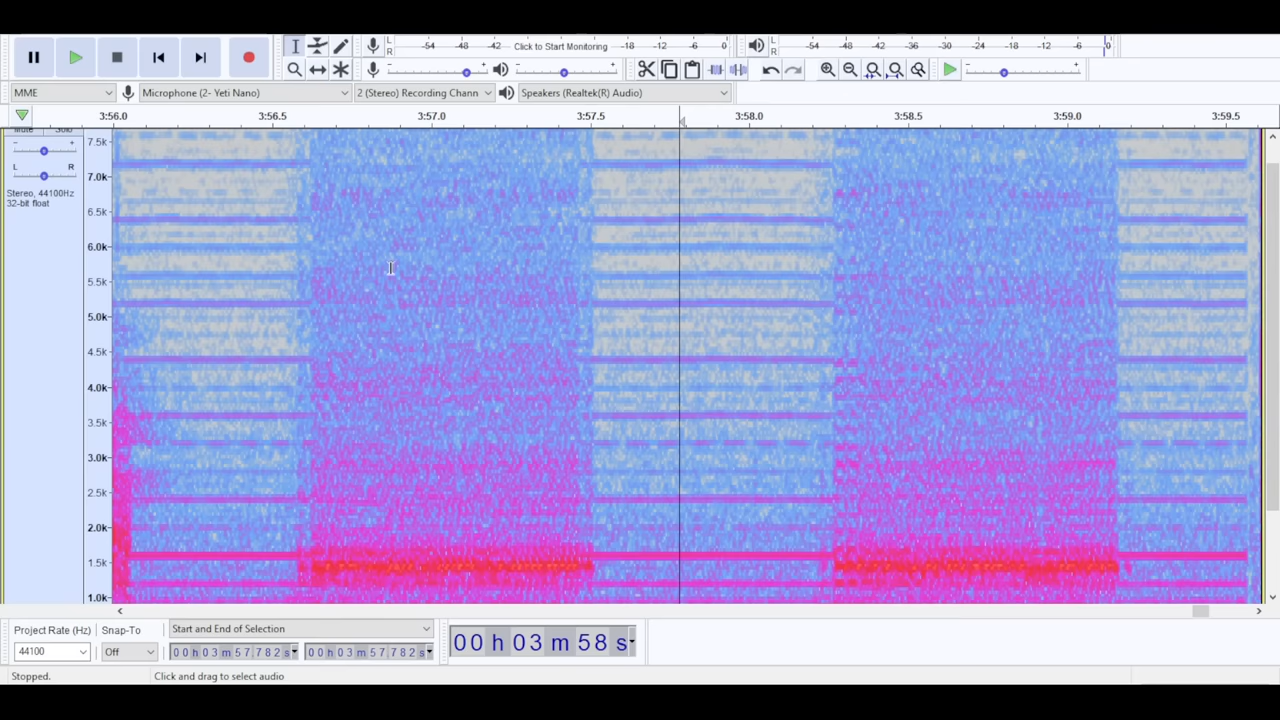 L
R
-54 -48 -42 Click to Start Monitoring -18 -12 -6 0
L
R
-54 -48 -42 -36 -30 -24 -18 -12 -6 0
- +
- +
- +
MME
Microphone (2- Yeti Nano)
2 (Stereo) Recording Chann
Speakers (Realtek(R) Audio)
3:56.0 3:56.5 3:57.0 3:57.5 3:58.0 3:58.5 3:59.0 3:59.5
Mute Solo
- +
L R
Stereo, 44100Hz
32-bit float
7.5k
7.0k
6.5k
6.0k
5.5k
5.0k
4.5k
4.0k
3.5k
3.0k
2.5k
2.0k
1.5k
1.0k
Project Rate (Hz) Snap-To Start and End of Selection
44100 Off 00 h 03 m 57.782 s 00 h 03 m 57.782 s
00 h 03 m 58 s
Stopped. Click and drag to select audio